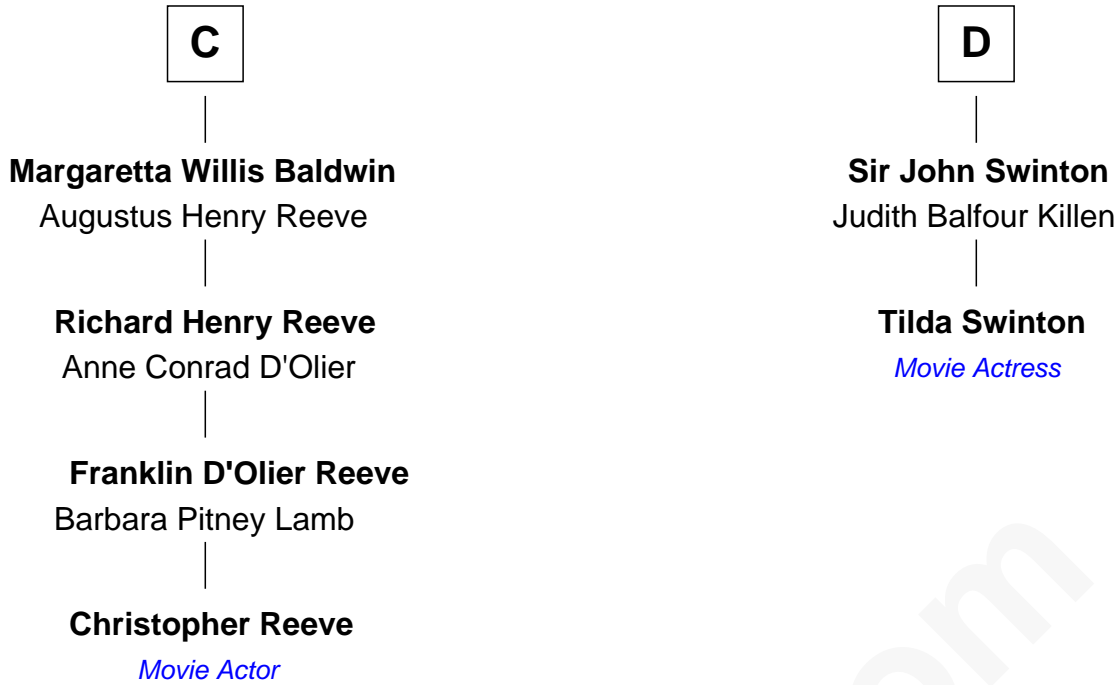 C
Margaretta Willis Baldwin
Augustus Henry Reeve
Richard Henry Reeve
Anne Conrad D'Olier
Franklin D'Olier Reeve
Barbara Pitney Lamb
Christopher Reeve
Movie Actor
D
Sir John Swinton
Judith Balfour Killen
Tilda Swinton
Movie Actress
om